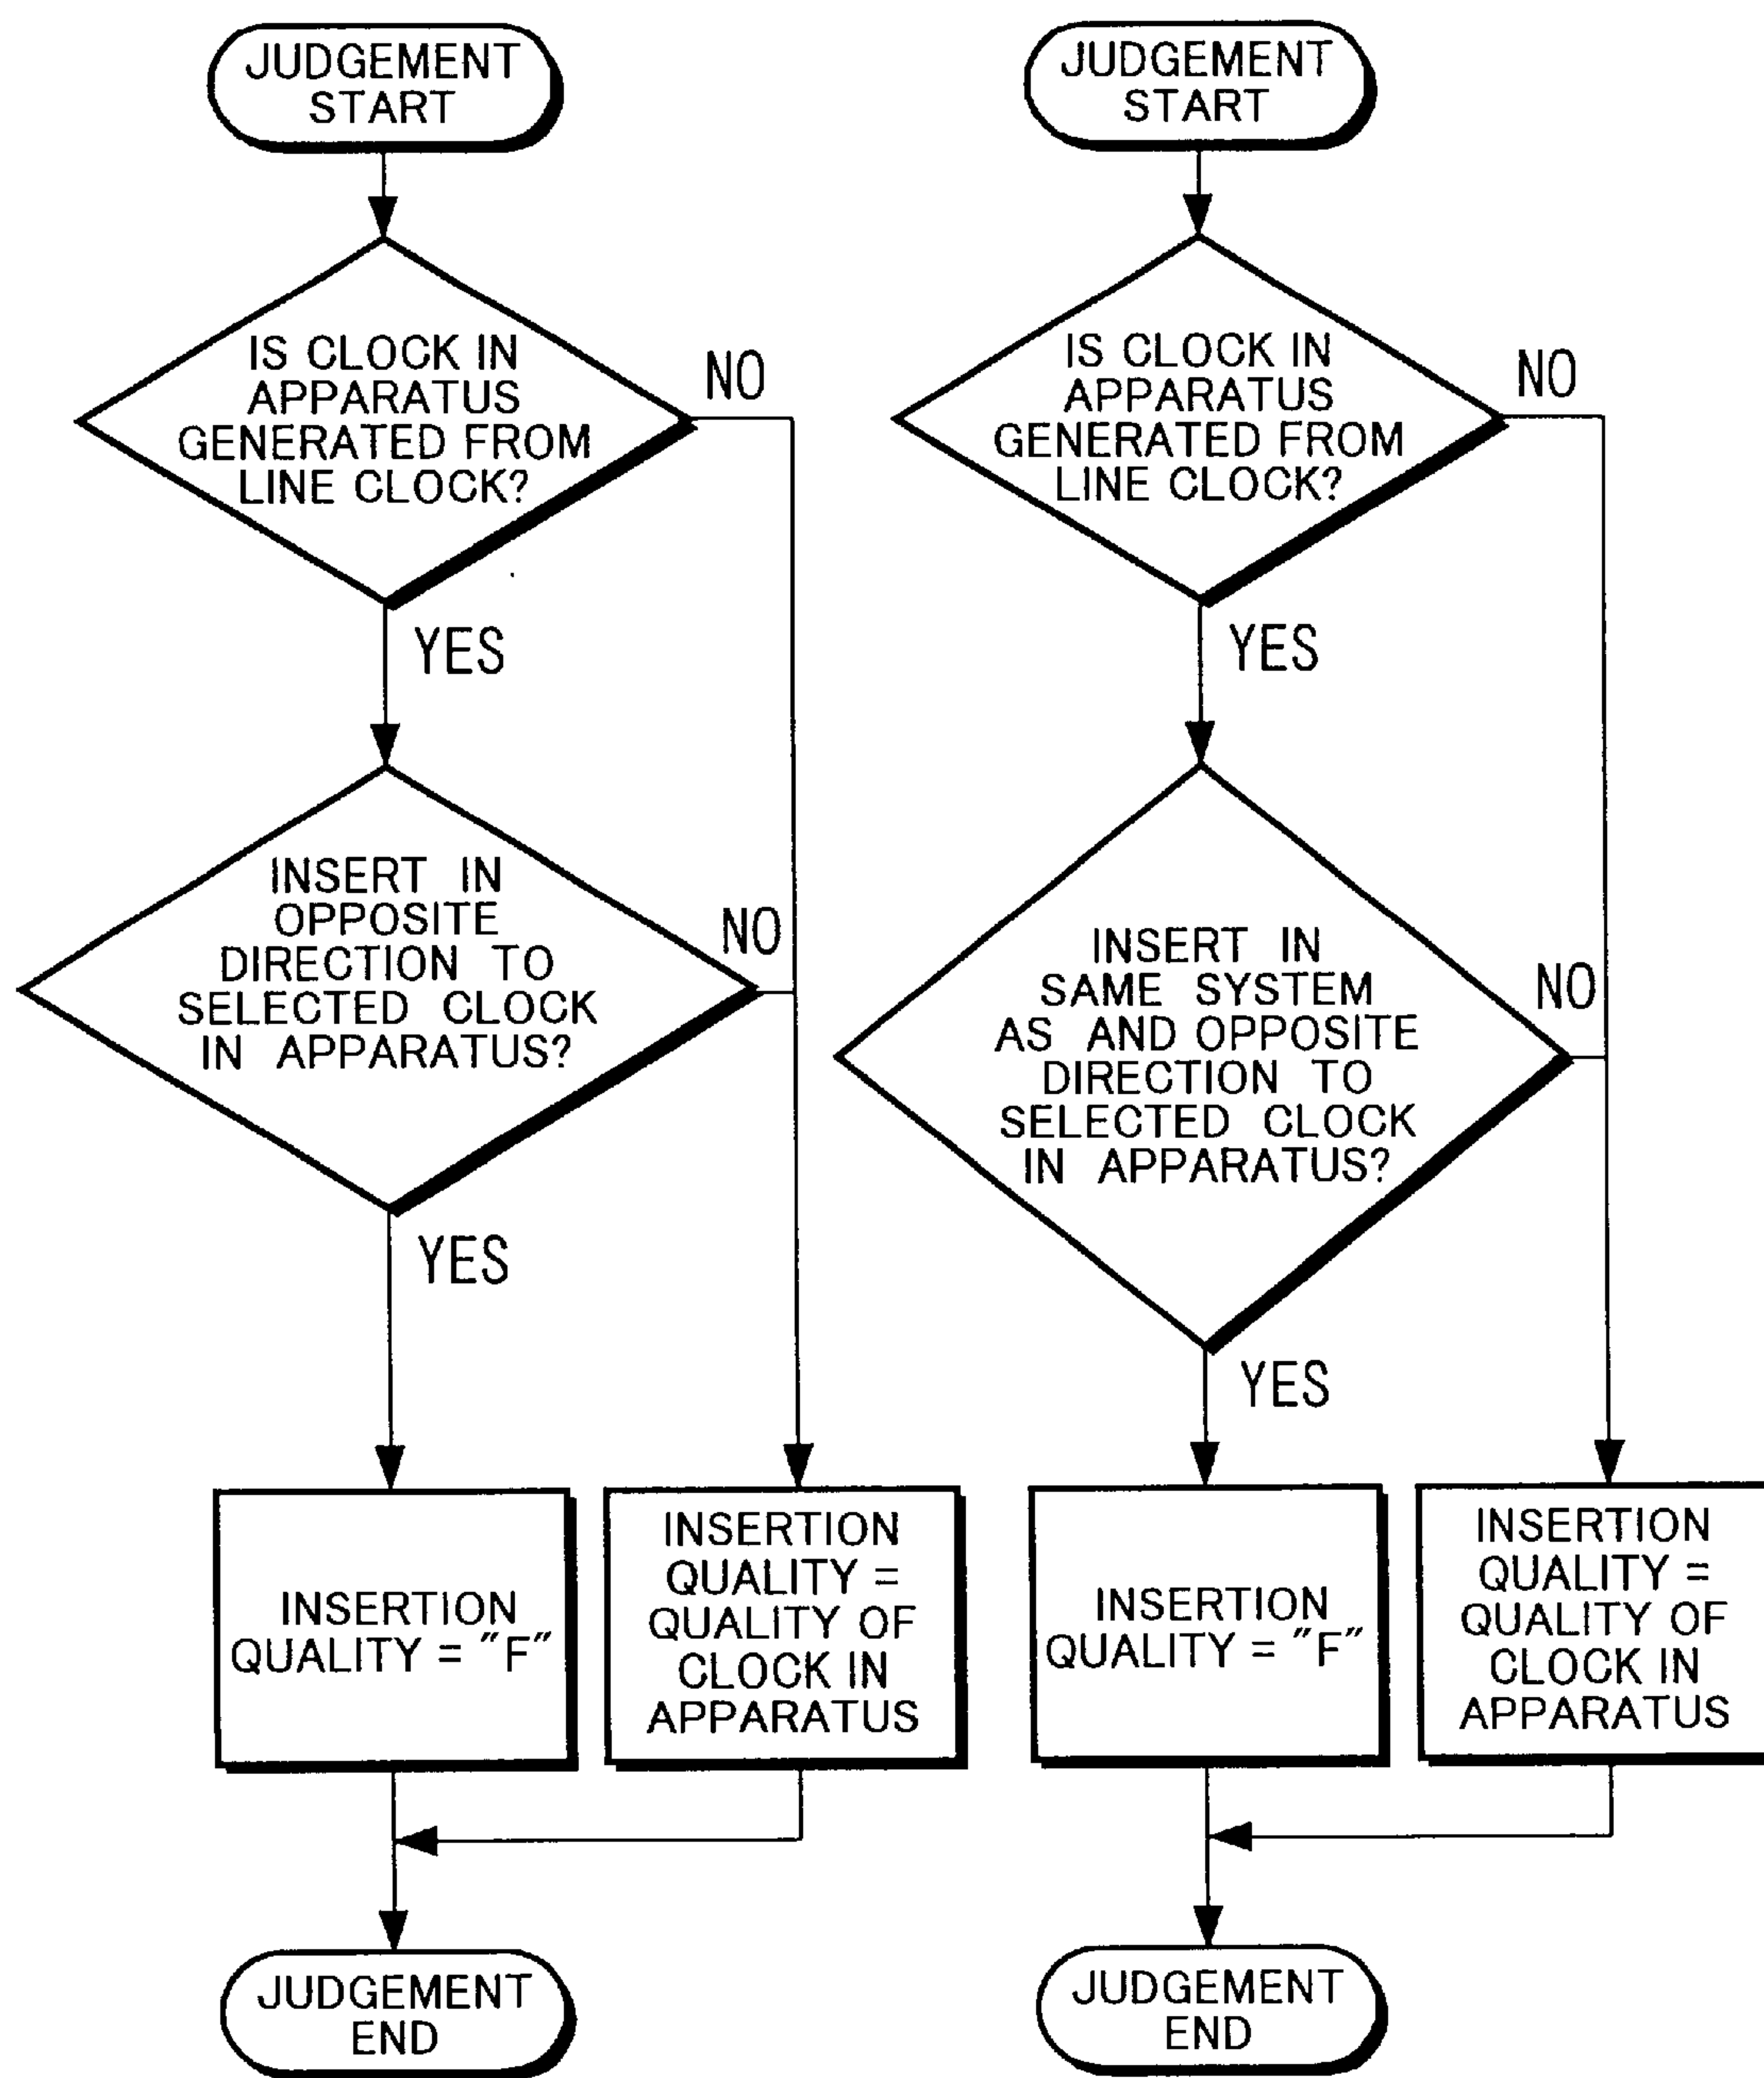 JUDGEMENT
START
IS CLOCK IN
APPARATUS
GENERATED FROM
LINE CLOCK?
NO
YES
INSERT IN
OPPOSITE
DIRECTION TO
SELECTED CLOCK
IN APPARATUS?
NO
YES
INSERTION
QUALITY = "F"
INSERTION
QUALITY =
QUALITY OF
CLOCK IN
APPARATUS
JUDGEMENT
END
JUDGEMENT
START
IS CLOCK IN
APPARATUS
GENERATED FROM
LINE CLOCK?
NO
YES
INSERT IN
SAME SYSTEM
AS AND OPPOSITE
DIRECTION TO
SELECTED CLOCK
IN APPARATUS?
NO
YES
INSERTION
QUALITY = "F"
INSERTION
QUALITY =
QUALITY OF
CLOCK IN
APPARATUS
JUDGEMENT
END